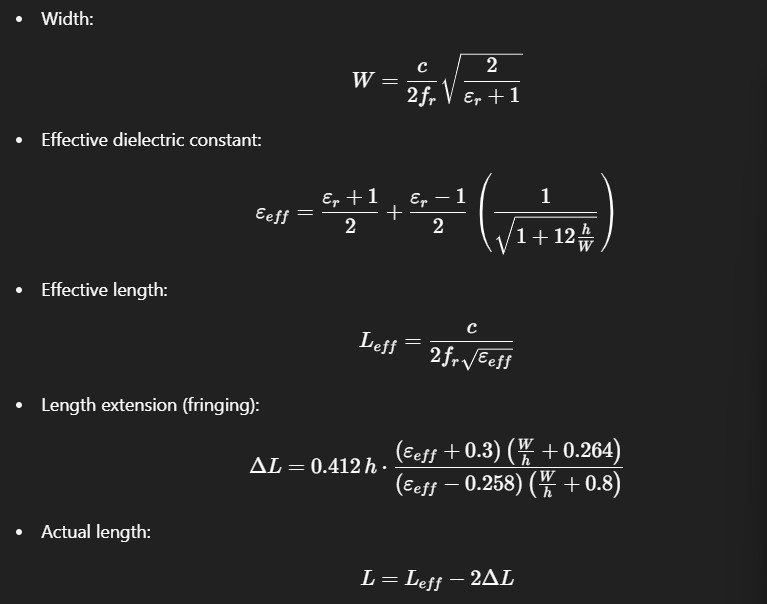 • Width:
W = \frac{c}{2f_r} \sqrt{\frac{2}{\varepsilon_r + 1}}
• Effective dielectric constant:
\varepsilon_{eff} = \frac{\varepsilon_r + 1}{2} + \frac{\varepsilon_r - 1}{2} \left( \frac{1}{\sqrt{1 + 12\frac{h}{W}}} \right)
• Effective length:
L_{eff} = \frac{c}{2f_r\sqrt{\varepsilon_{eff}}}
• Length extension (fringing):
\Delta L = 0.412\,h \cdot \frac{(\varepsilon_{eff} + 0.3)\left(\frac{W}{h} + 0.264\right)}{(\varepsilon_{eff} - 0.258)\left(\frac{W}{h} + 0.8\right)}
• Actual length:
L = L_{eff} - 2\Delta L